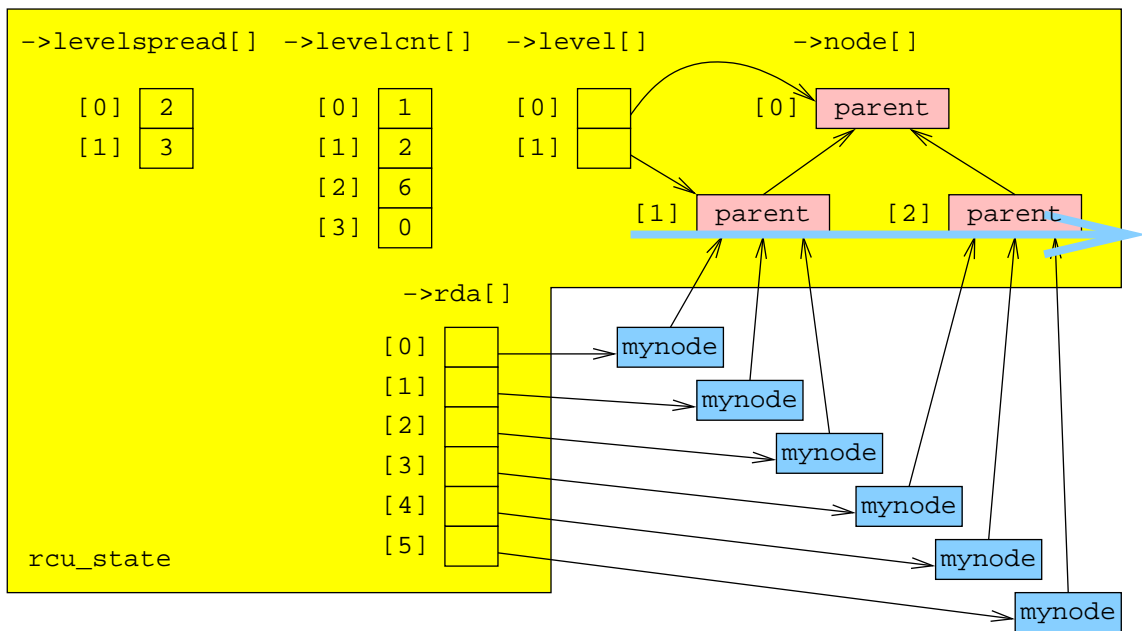 ->levelspread[] ->levelcnt[] ->level[] ->node[]
[0] 2 [0] 1 [0] [0] parent
[1] 3 [1] 2 [1]
[2] 6 [1] parent [2] parent
[3] 0
->rda[]
[0] mynode
[1] mynode
[2] mynode
[3] mynode
[4] mynode
[5]
rcu_state
mynode